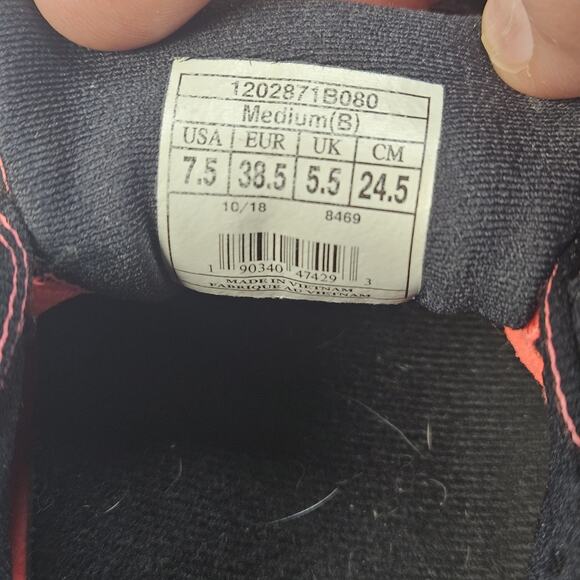 1202871B080
Medium(B)
USA EUR UK CM
7.5 38.5 5.5 24.5
10/18 8469
1 90340 47429 3
MADE IN VIETNAM
FABRIQUE AU VIETNAM